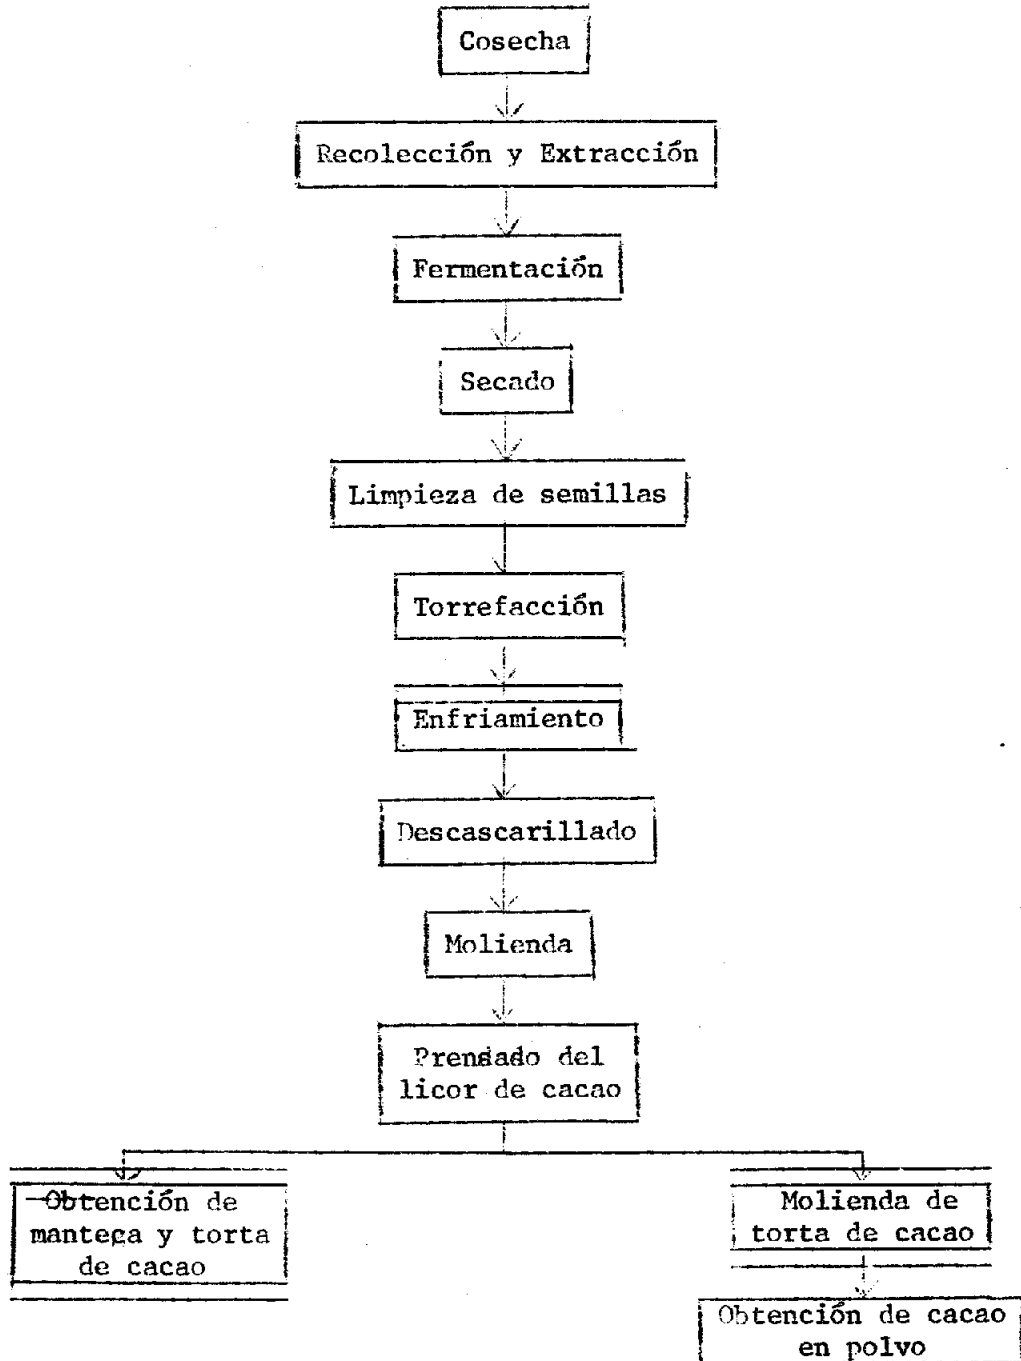 Cosecha
Recolección y Extracción
Fermentación
Secado
Limpieza de semillas
Torrefacción
Enfriamiento
Descascarillado
Molienda
Prensado del
licor de cacao
Obtención de
manteca y torta
de cacao
Molienda de
torta de cacao
Obtención de cacao
en polvo